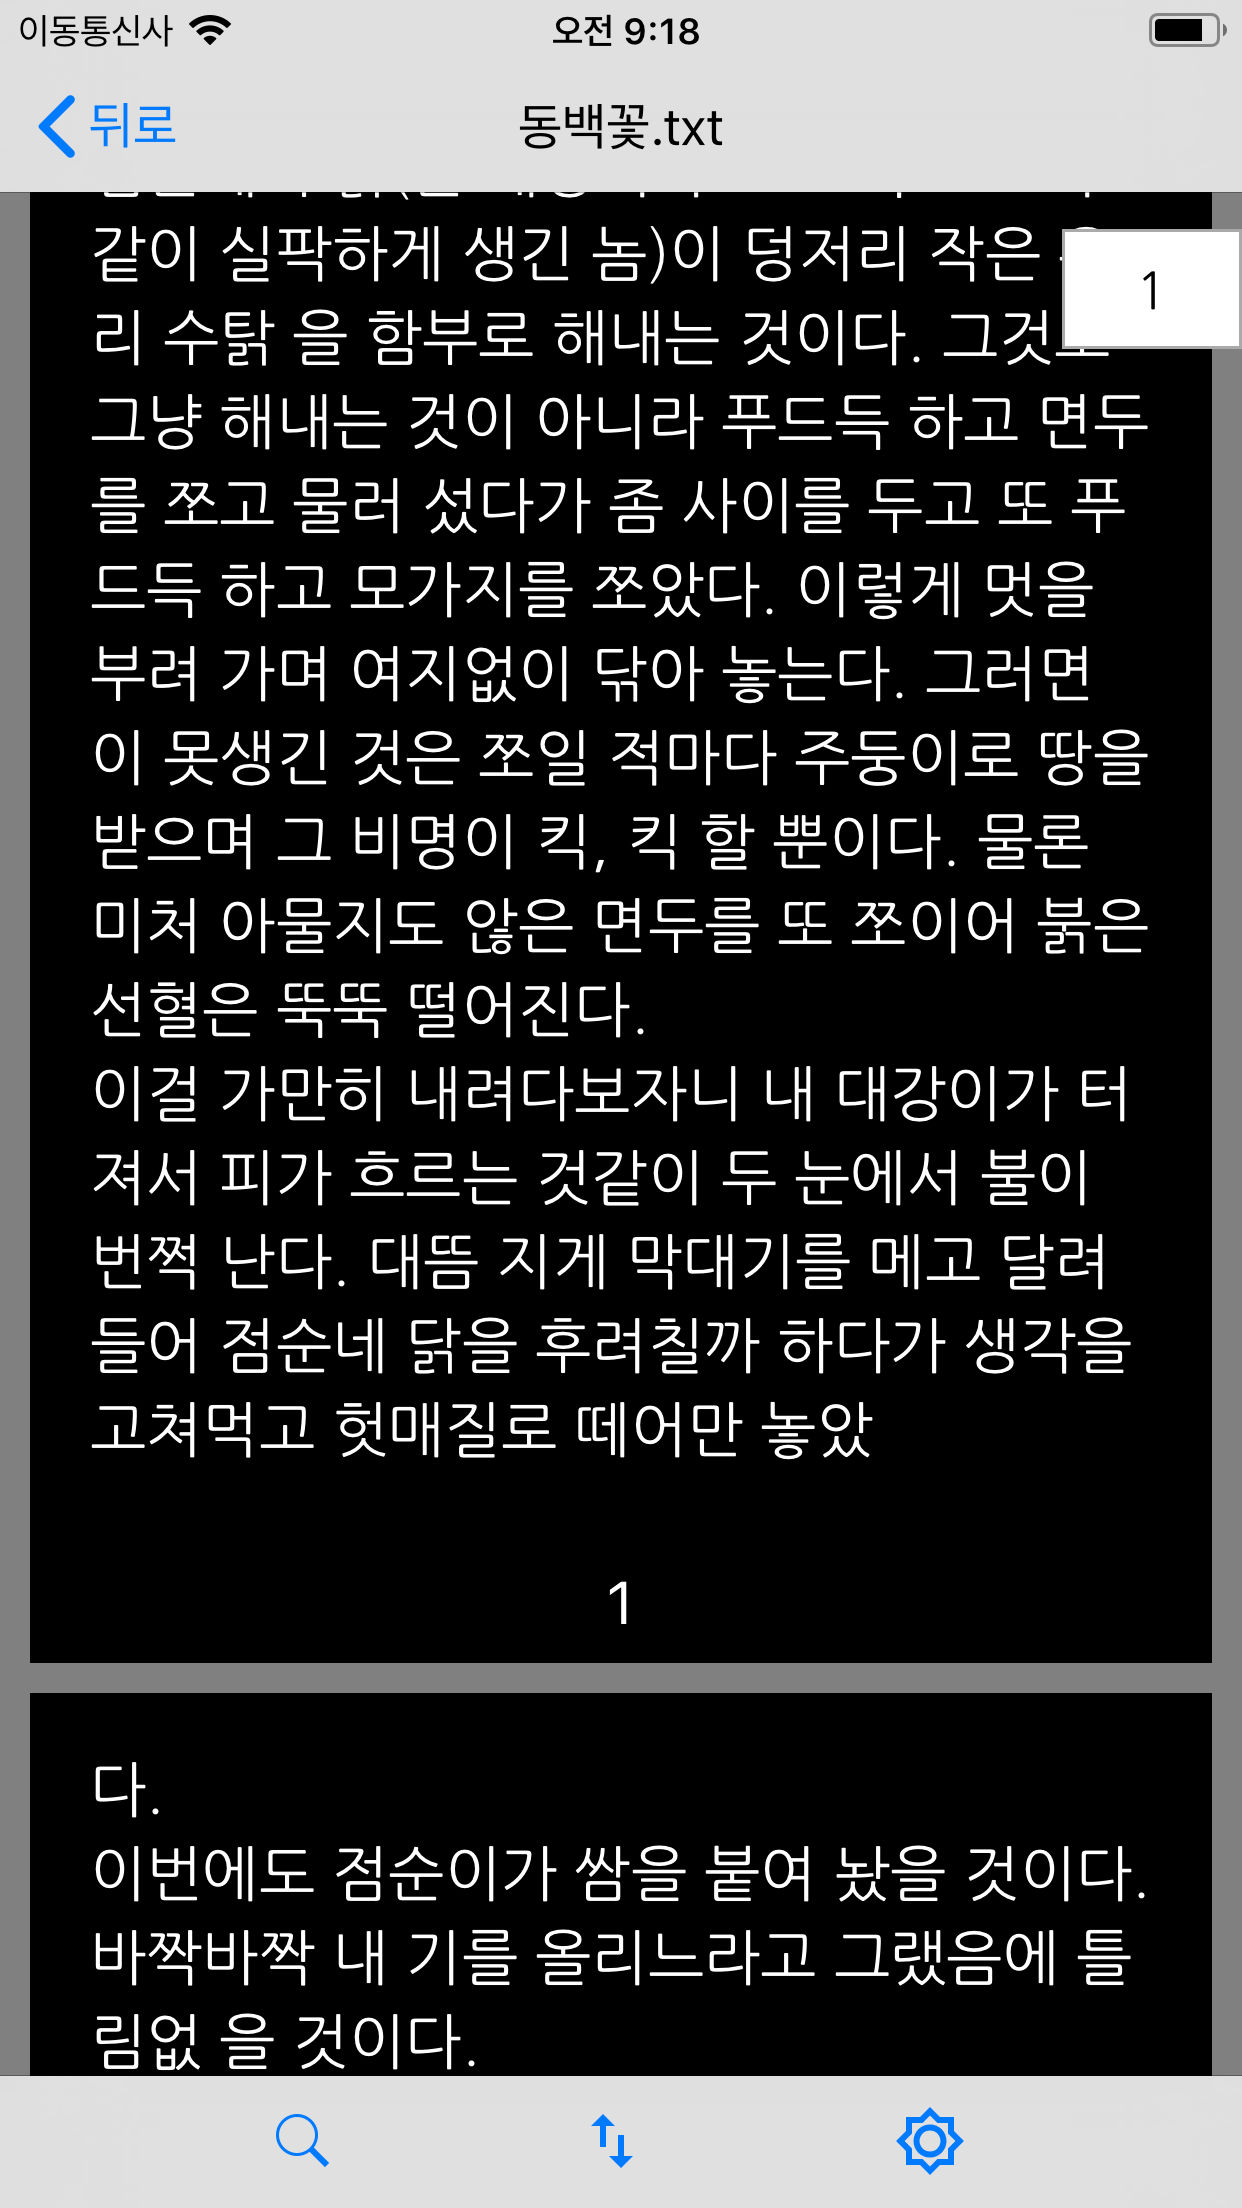 이동통신사
오전 9:18
뒤로
동백꽃.txt
같이 실팍하게 생긴 놈)이 덩저리 작은
1
리 수탉 을 함부로 해내는 것이다.
그냥 해내는 것이 아니라 푸드득 하고 면두
를 쪼고 물러 섰다가 좀 사이를 두고 또 푸
드득 하고 모가지를 쪼았다. 이렇게 멋을
부려 가며 여지없이 닦아 놓는다. 그러면
이 못생긴 것은 쪼일 적마다 주둥이로 땅을
받으며 그 비명이 킥, 킥 할 뿐이다. 물론
미처 아물지도 않은 면두를 또 쪼이어 붉은
선혈은 뚝뚝 떨어진다.
이걸 가만히 내려다보자니 내 대강이가 터
져서 피가 흐르는 것같이 두 눈에서 불이
번쩍 난다. 대뜸 지게 막대기를 메고 달려
들어 점순네 닭을 후려칠까 하다가 생각을
고쳐먹고 헛매질로 떼어만 놓았
1
다.
이번에도 점순이가 쌈을 붙여 놨을 것이다.
바짝바짝 내 기를 올리느라고 그랬음에 틀
림없 을 것이다.